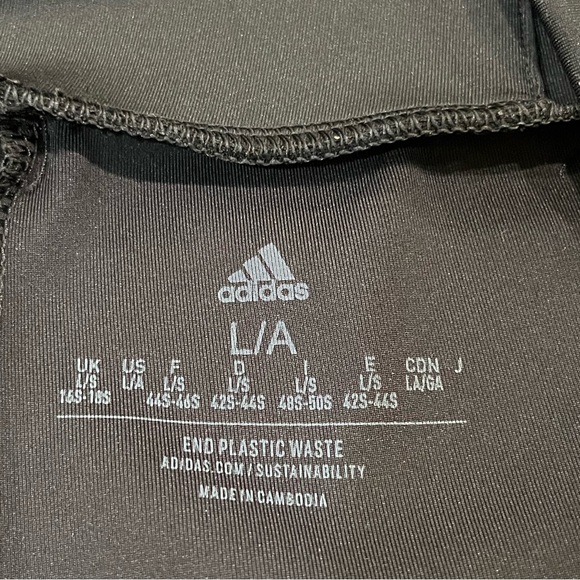 adidas
L/A
UK US F D I E CDN J
L/S L/A L/S L/S L/S L/S LA/GA
16S-18S 44S-46S 42S-44S 48S-50S 42S-44S
END PLASTIC WASTE
ADIDAS.COM/SUSTAINABILITY
MADE IN CAMBODIA